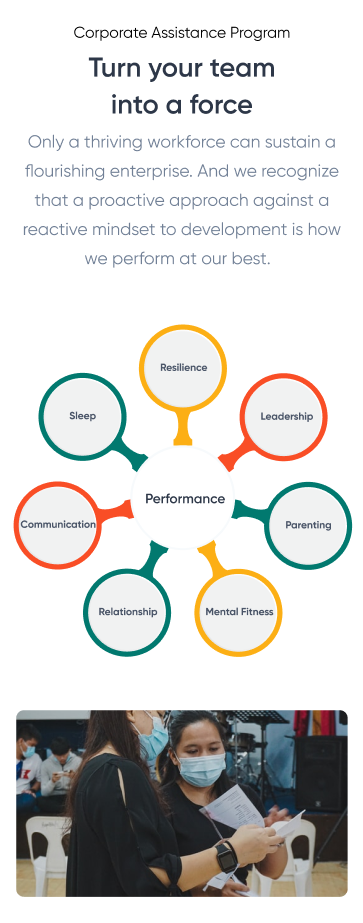 Corporate Assistance Program
Turn your team
into a force
Only a thriving workforce can sustain a
flourishing enterprise. And we recognize
that a proactive approach against a
reactive mindset to development is how
we perform at our best.
Resilience
Sleep
Leadership
Performance
Communication
Parenting
Relationship
Mental Fitness